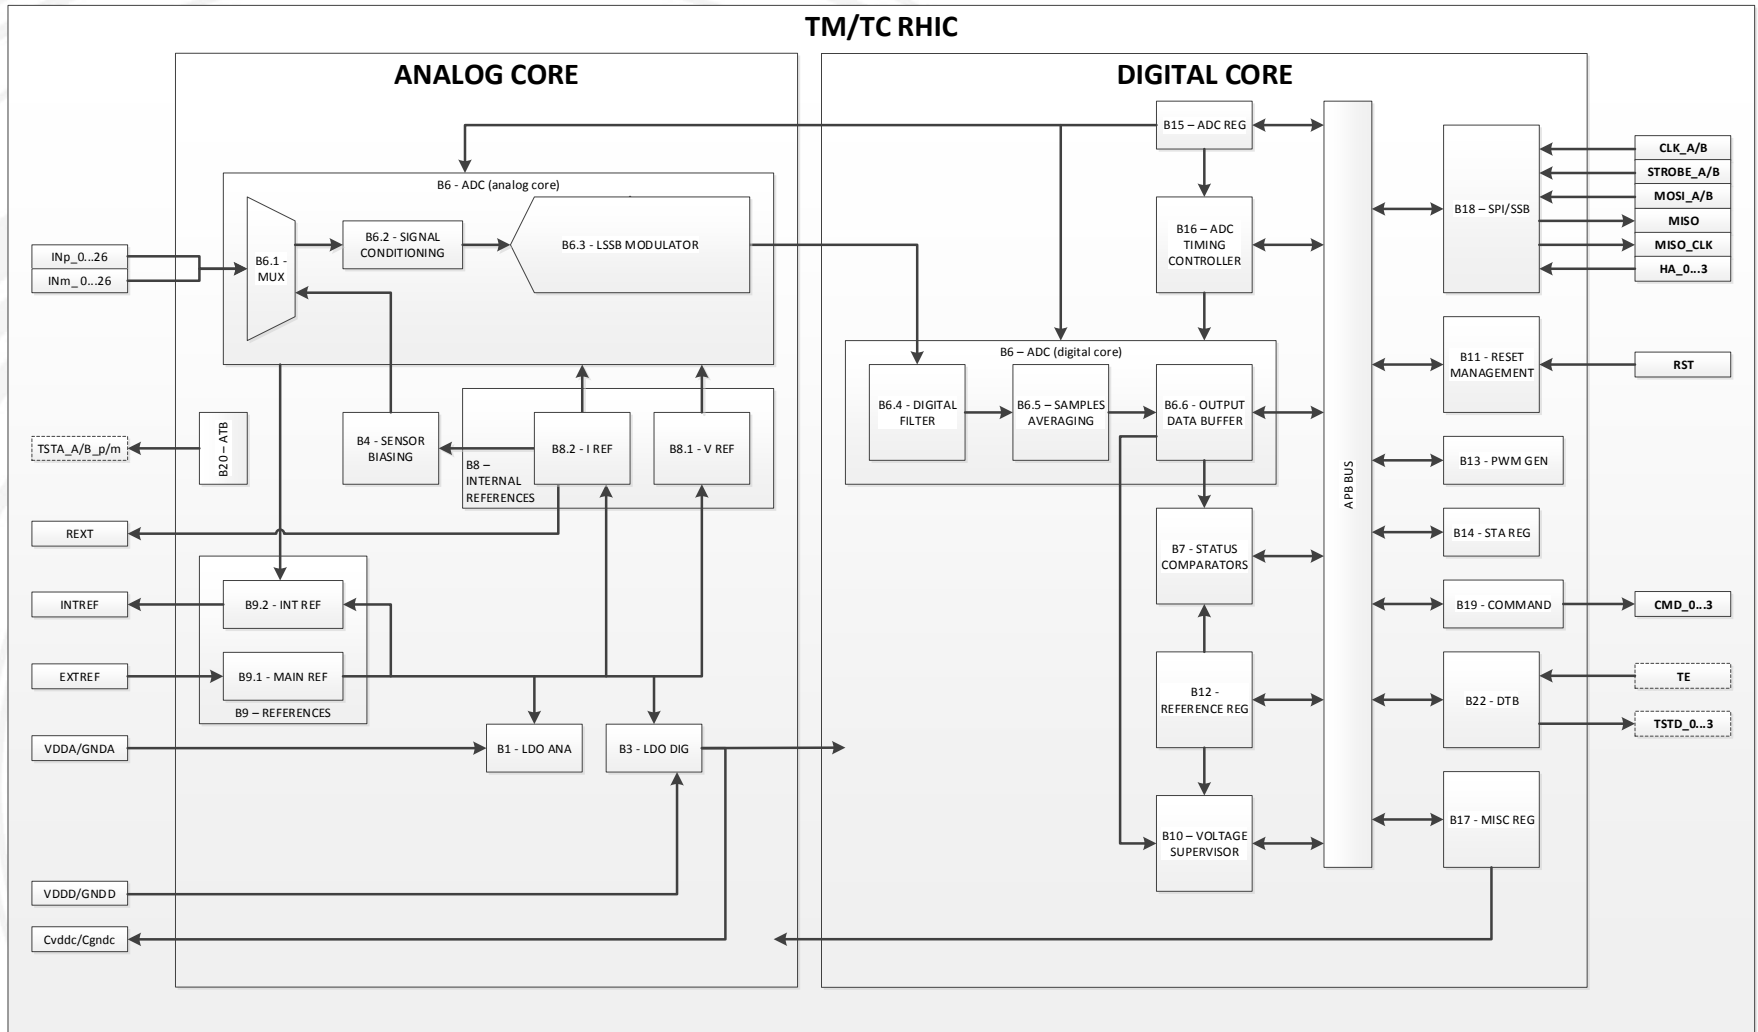 TM/TC RHIC
ANALOG CORE
DIGITAL CORE
B15 – ADC REG
B6 - ADC (analog core)
B6.1 -
MUX
B6.2 - SIGNAL
CONDITIONING
B6.3 - LSSB MODULATOR
INp_0...26
INm_ 0...26
B16 – ADC
TIMING
CONTROLLER
B6 – ADC (digital core)
B6.4 - DIGITAL
FILTER
B6.5 – SAMPLES
AVERAGING
B6.6 - OUTPUT
DATA BUFFER
B20 – ATB
TSTA_A/B_p/m
B4 - SENSOR
BIASING
B8.2 - I REF
B8.1 - V REF
B8 –
INTERNAL
REFERENCES
REXT
INTREF
EXTREF
B9.2 - INT REF
B9.1 - MAIN REF
B9 – REFERENCES
VDDA/GNDA
B1 - LDO ANA
B3 - LDO DIG
VDDD/GNDD
Cvddc/Cgndc
B7 - STATUS
COMPARATORS
B12 -
REFERENCE REG
B10 – VOLTAGE
SUPERVISOR
APB BUS
B18 – SPI/SSB
B11 - RESET
MANAGEMENT
B13 - PWM GEN
B14 - STA REG
B19 - COMMAND
B22 - DTB
B17 - MISC REG
CLK_A/B
STROBE_A/B
MOSI_A/B
MISO
MISO_CLK
HA_0...3
RST
CMD_0...3
TE
TSTD_0...3